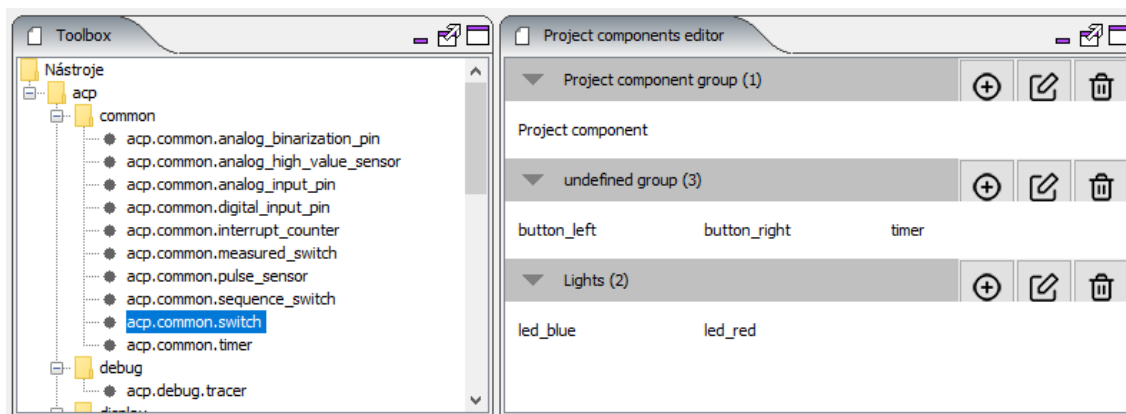 Toolbox
Nástroje
acp
common
acp.common.analog_binarization_pin
acp.common.analog_high_value_sensor
acp.common.analog_input_pin
acp.common.digital_input_pin
acp.common.interrupt_counter
acp.common.measured_switch
acp.common.pulse_sensor
acp.common.sequence_switch
acp.common.switch
acp.common.timer
debug
acp.debug.tracer
display
Project components editor
Project component group (1)
Project component
undefined group (3)
button_left button_right timer
Lights (2)
led_blue led_red